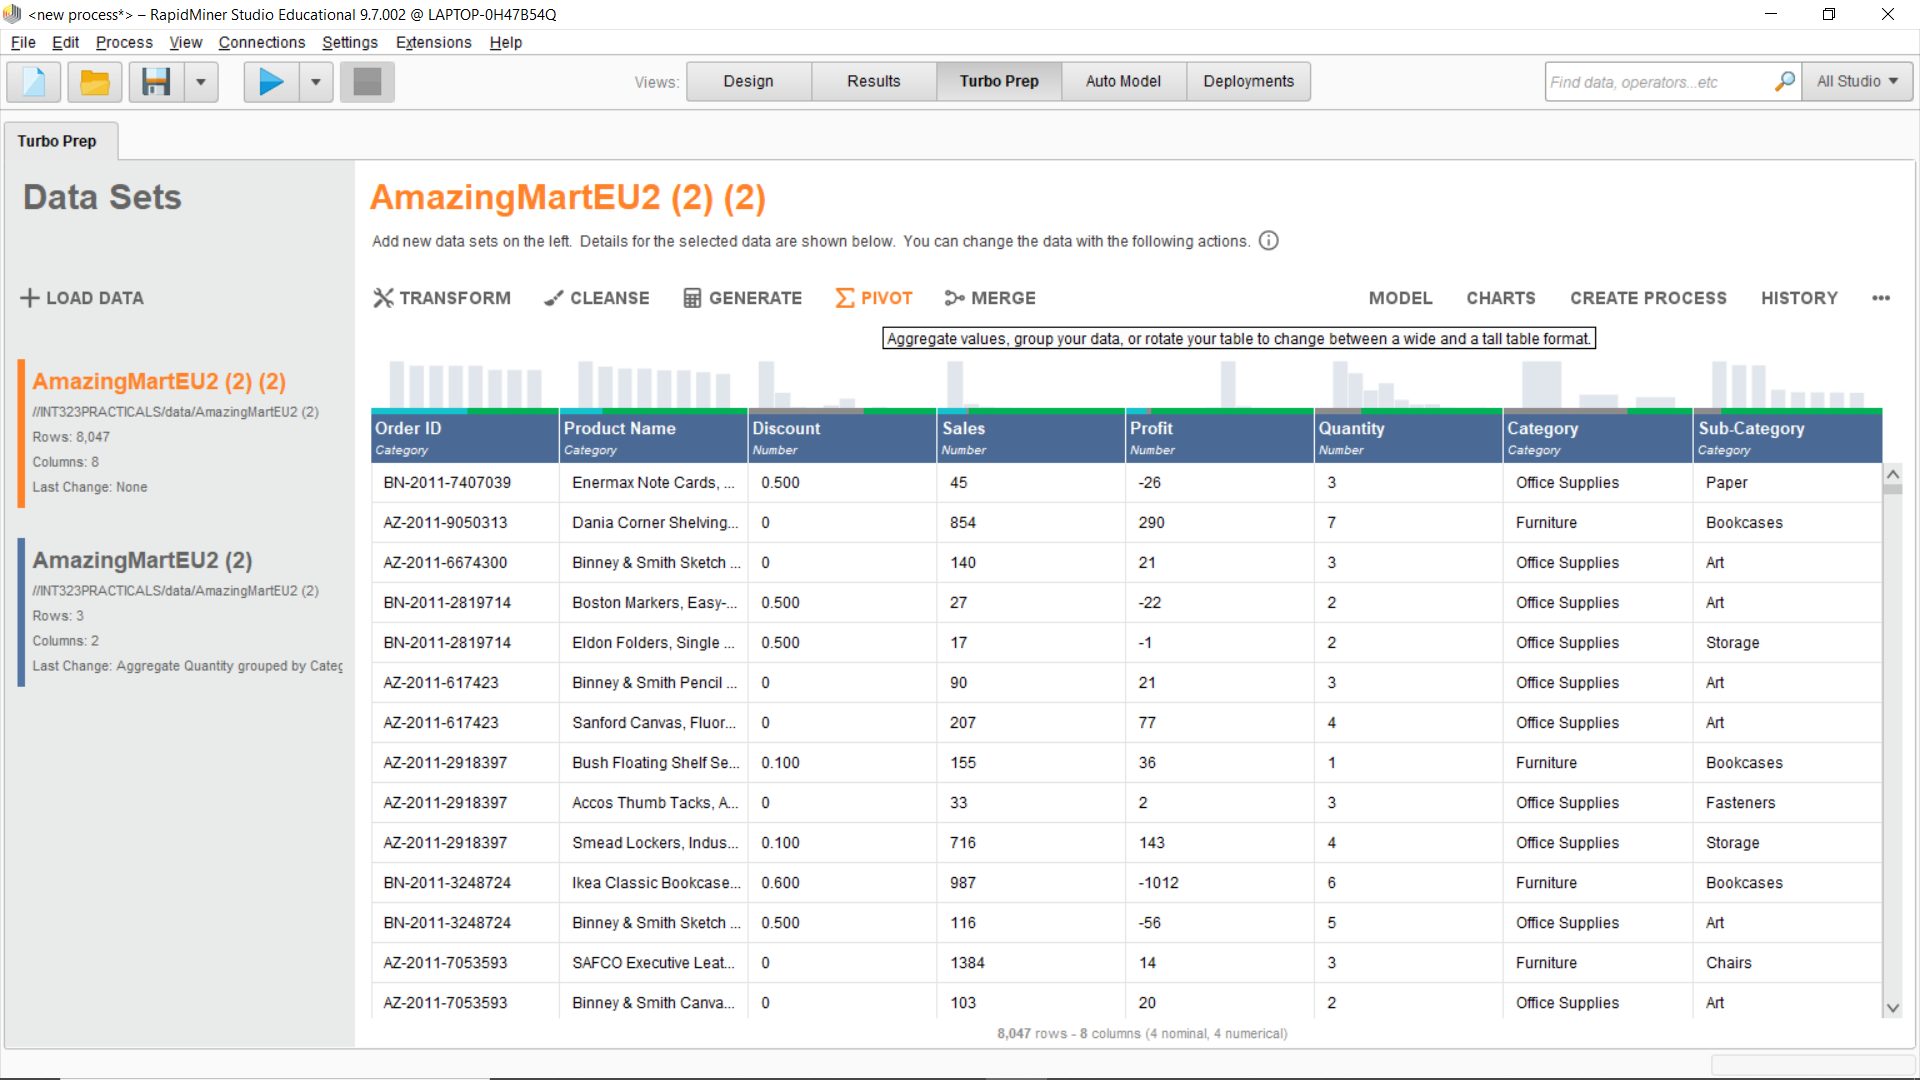 <new process*> – RapidMiner Studio Educational 9.7.002 @ LAPTOP-0H47B54Q
File Edit Process View Connections Settings Extensions Help
Views: Design Results Turbo Prep Auto Model Deployments Find data, operators...etc All Studio
Turbo Prep
Data Sets
LOAD DATA
AmazingMartEU2 (2) (2)
//INT323PRACTICALS/data/AmazingMartEU2 (2)
Rows: 8,047
Columns: 8
Last Change: None
AmazingMartEU2 (2)
//INT323PRACTICALS/data/AmazingMartEU2 (2)
Rows: 3
Columns: 2
Last Change: Aggregate Quantity grouped by Categ
AmazingMartEU2 (2) (2)
Add new data sets on the left. Details for the selected data are shown below. You can change the data with the following actions.
TRANSFORM CLEANSE GENERATE PIVOT MERGE MODEL CHARTS CREATE PROCESS HISTORY •••
Aggregate values, group your data, or rotate your table to change between a wide and a tall table format.
Order ID Product Name Discount Sales Profit Quantity Category Sub-Category
Category Category Number Number Number Number Category Category
BN-2011-7407039 Enermax Note Cards, ... 0.500 45 -26 3 Office Supplies Paper
AZ-2011-9050313 Dania Corner Shelving... 0 854 290 7 Furniture Bookcases
AZ-2011-6674300 Binney & Smith Sketch ... 0 140 21 3 Office Supplies Art
BN-2011-2819714 Boston Markers, Easy-... 0.500 27 -22 2 Office Supplies Art
BN-2011-2819714 Eldon Folders, Single ... 0.500 17 -1 2 Office Supplies Storage
AZ-2011-617423 Binney & Smith Pencil ... 0 90 21 3 Office Supplies Art
AZ-2011-617423 Sanford Canvas, Fluor... 0 207 77 4 Office Supplies Art
AZ-2011-2918397 Bush Floating Shelf Se... 0.100 155 36 1 Furniture Bookcases
AZ-2011-2918397 Accos Thumb Tacks, A... 0 33 2 3 Office Supplies Fasteners
AZ-2011-2918397 Smead Lockers, Indus... 0.100 716 143 4 Office Supplies Storage
BN-2011-3248724 Ikea Classic Bookcase... 0.600 987 -1012 6 Furniture Bookcases
BN-2011-3248724 Binney & Smith Sketch ... 0.500 116 -56 5 Office Supplies Art
AZ-2011-7053593 SAFCO Executive Leat... 0 1384 14 3 Furniture Chairs
AZ-2011-7053593 Binney & Smith Canva... 0 103 20 2 Office Supplies Art
8,047 rows - 8 columns (4 nominal, 4 numerical)